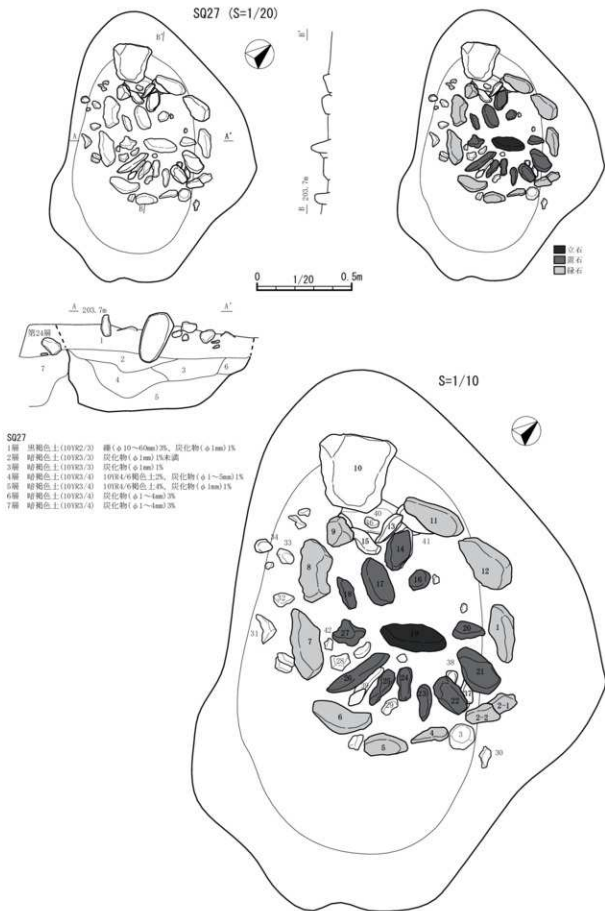 SQ27 (S=1/20)
B'
B'
A
A'
B
B 203.7m
立石
面石
縁石
0 1/20 0.5m
A 203.7m
A'
第24層
1
2
3
4
5
6
7
S=1/10
SQ27
1層 黒褐色土(10YR2/3) 礫(φ10～60mm)3%、炭化物(φ1mm)1%
2層 暗褐色土(10YR3/3) 炭化物(φ1mm)1%未満
3層 暗褐色土(10YR3/3) 炭化物(φ1mm)1%
4層 暗褐色土(10YR3/4) 10YR4/6褐色土2%、炭化物(φ1～5mm)1%
5層 暗褐色土(10YR3/4) 10YR4/6褐色土4%、炭化物(φ1mm)1%
6層 暗褐色土(10YR3/4) 炭化物(φ1～4mm)3%
7層 暗褐色土(10YR3/4) 炭化物(φ1～4mm)3%
10
40
11
13
9
15
14
41
34
33
8
17
16
12
18
32
31
7
42
27
19
20
1
28
38
26
25
24
21
23
22
37
2-1
2-2
29
6
5
4
3
30